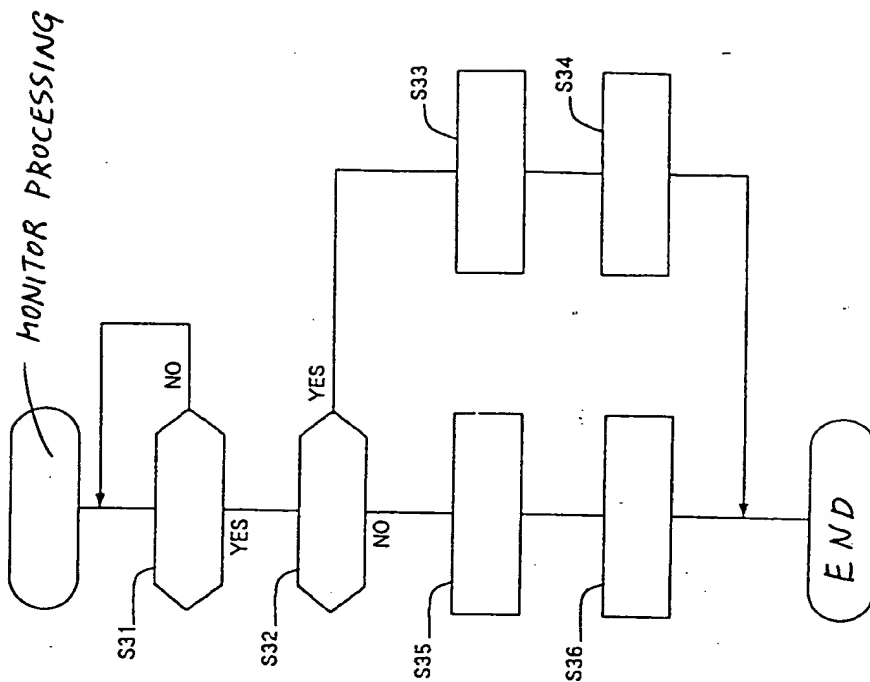 MONITOR PROCESSING
S31
NO
YES
S32
YES
NO
S33
S35
S34
S36
END